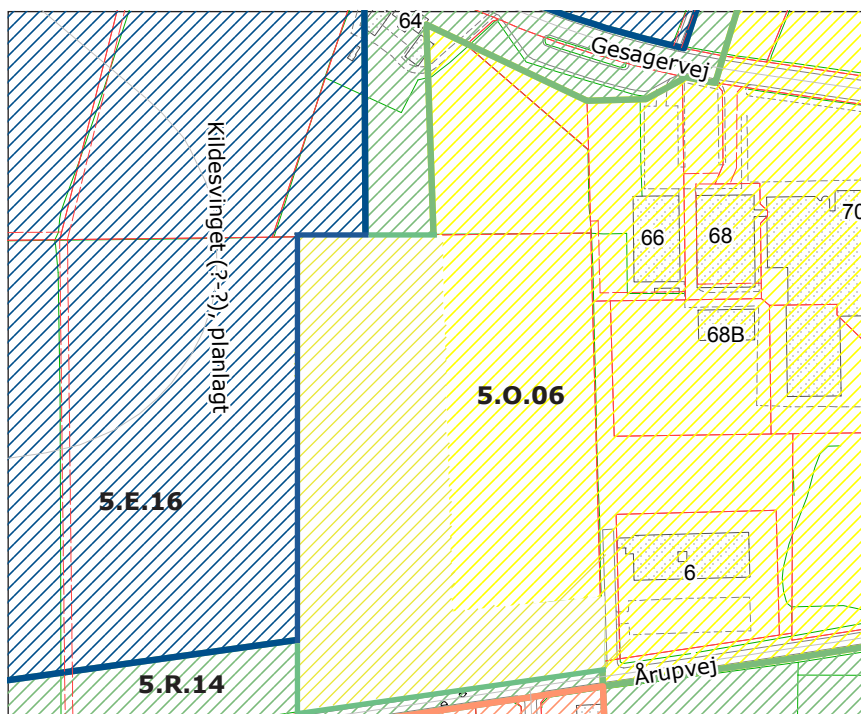 64
Gesagervej
Kildesvinget (?-?), planlagt
70
66
68
68B
5.O.06
5.E.16
6
Årupvej
5.R.14